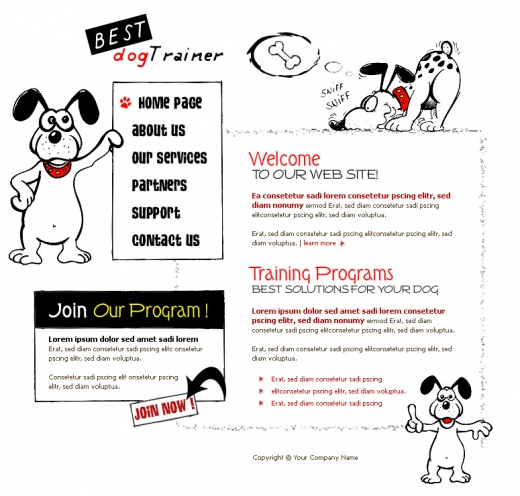 BEST
dogTrainer
SNIFF
SNIFF
HOME PAGE
ABOUT US
OUR SERVICES
PARTNERS
SUPPORT
CONTACT US
Welcome
TO OUR WEB SITE!
Ea consetetur sadi lorem consetetur pscing elitr, sed
diam nonumy eirmod Erat, sed diam consetetur sadi pscing
elitconsetetur pscing elitr, sed diam voluptua.
Erat, sed diam consetetur sadi pscing elitconsetetur pscing elitr, sed
diam voluptua. | learn more
Training Programs
BEST SOLUTIONS FOR YOUR DOG
Lorem ipsum dolor sed amet sadi consetetur pscing
elitr, sed diam nonumy eirmod Erat, sed diam consetetur
sadi pscing elitconsetetur pscing elitr, sed diam voluptua.
Erat, sed diam consetetur sadi pscing elitconsetetur pscing elitr, sed
diam voluptua.
Erat, sed diam consetetur sadi pscing
elitconsetetur pscing elitr, sed diam voluptua.
Erat, sed diam consetetur sadi pscing
Join Our Program !
Lorem ipsum dolor sed amet sadi lorem
Erat, sed diam consetetur sadi pscing elitc onsetetur
pscing elitr, sed diam voluptua.
Consetetur sadi pscing elit onsetetur pscing
elitr, sed diam voluptua.
JOIN NOW !
Copyright © Your Company Name